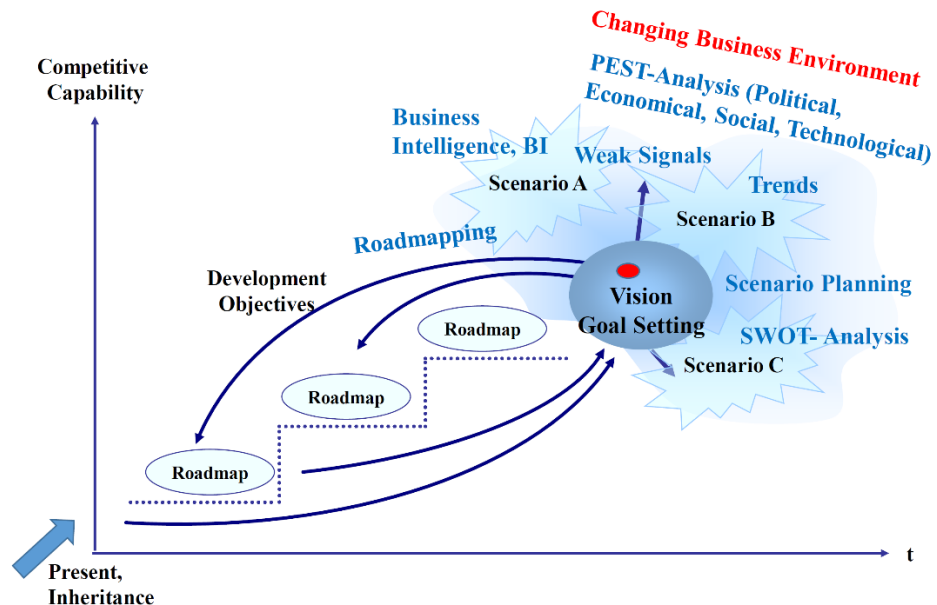 Changing Business Environment
PEST-Analysis (Political,
Economical, Social, Technological)
Competitive
Capability
Business
Intelligence, BI
Weak Signals
Scenario A
Trends
Scenario B
Roadmapping
Development
Objectives
Scenario Planning
Vision
Goal Setting
Roadmap
SWOT- Analysis
Scenario C
Roadmap
Roadmap
t
Present,
Inheritance